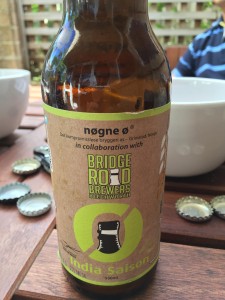 nøgne ø
in collaboration with
BRIDGE
ROAD
BREWERS
India Saison